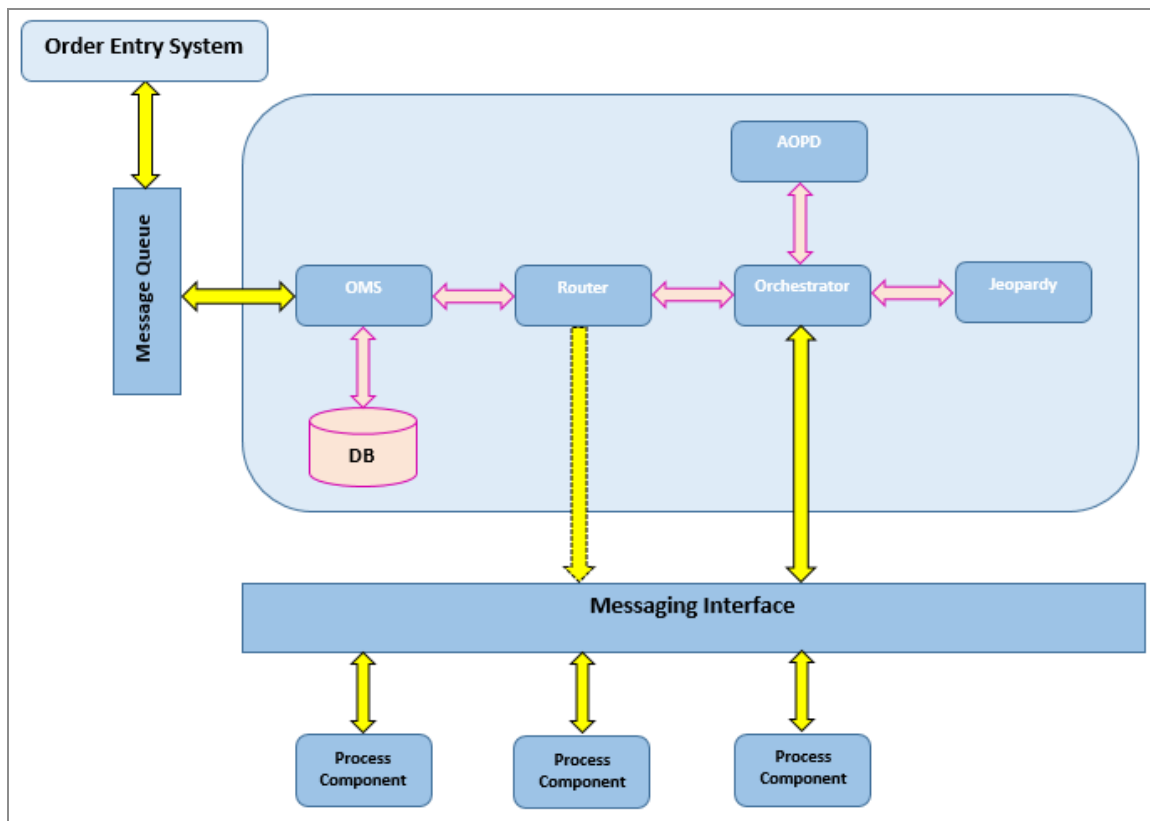 Order Entry System
Message Queue
AOPD
OMS
Router
Orchestrator
Jeopardy
DB
Messaging Interface
Process
Component
Process
Component
Process
Component